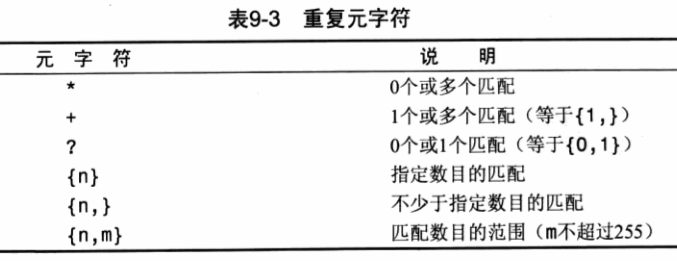 表9-3 重复元字符
元 字 符 说 明
* 0个或多个匹配
+ 1个或多个匹配（等于{1,}）
? 0个或1个匹配（等于{0,1}）
{n} 指定数目的匹配
{n,} 不少于指定数目的匹配
{n,m} 匹配数目的范围（m不超过255）